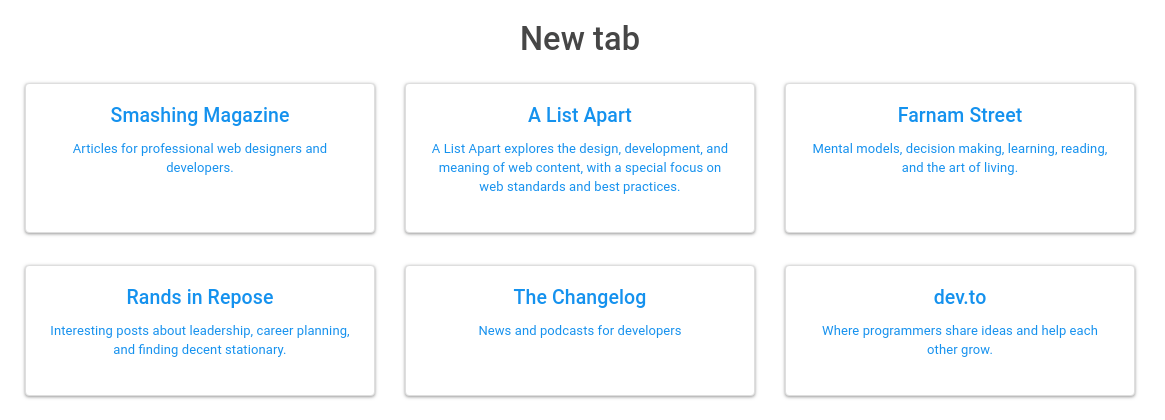 New tab
Smashing Magazine
Articles for professional web designers and
developers.
A List Apart
A List Apart explores the design, development, and
meaning of web content, with a special focus on
web standards and best practices.
Farnam Street
Mental models, decision making, learning, reading,
and the art of living.
Rands in Repose
Interesting posts about leadership, career planning,
and finding decent stationary.
The Changelog
News and podcasts for developers
dev.to
Where programmers share ideas and help each
other grow.